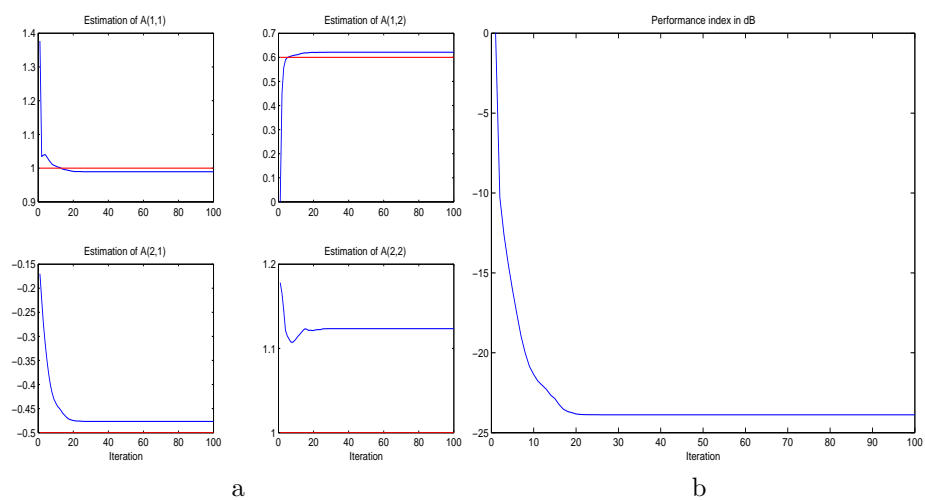 Estimation of A(1,1)
1.4
1.3
1.2
1.1
1
0.9
0 20 40 60 80 100
Estimation of A(1,2)
0.7
0.6
0.5
0.4
0.3
0.2
0.1
0
0 20 40 60 80 100
Estimation of A(2,1)
−0.15
−0.2
−0.25
−0.3
−0.35
−0.4
−0.45
−0.5
0 20 40 60 80 100
Iteration
Estimation of A(2,2)
1.2
1.1
1
0 20 40 60 80 100
Iteration
a
Performance index in dB
0
−5
−10
−15
−20
−25
0 10 20 30 40 50 60 70 80 90 100
Iteration
b